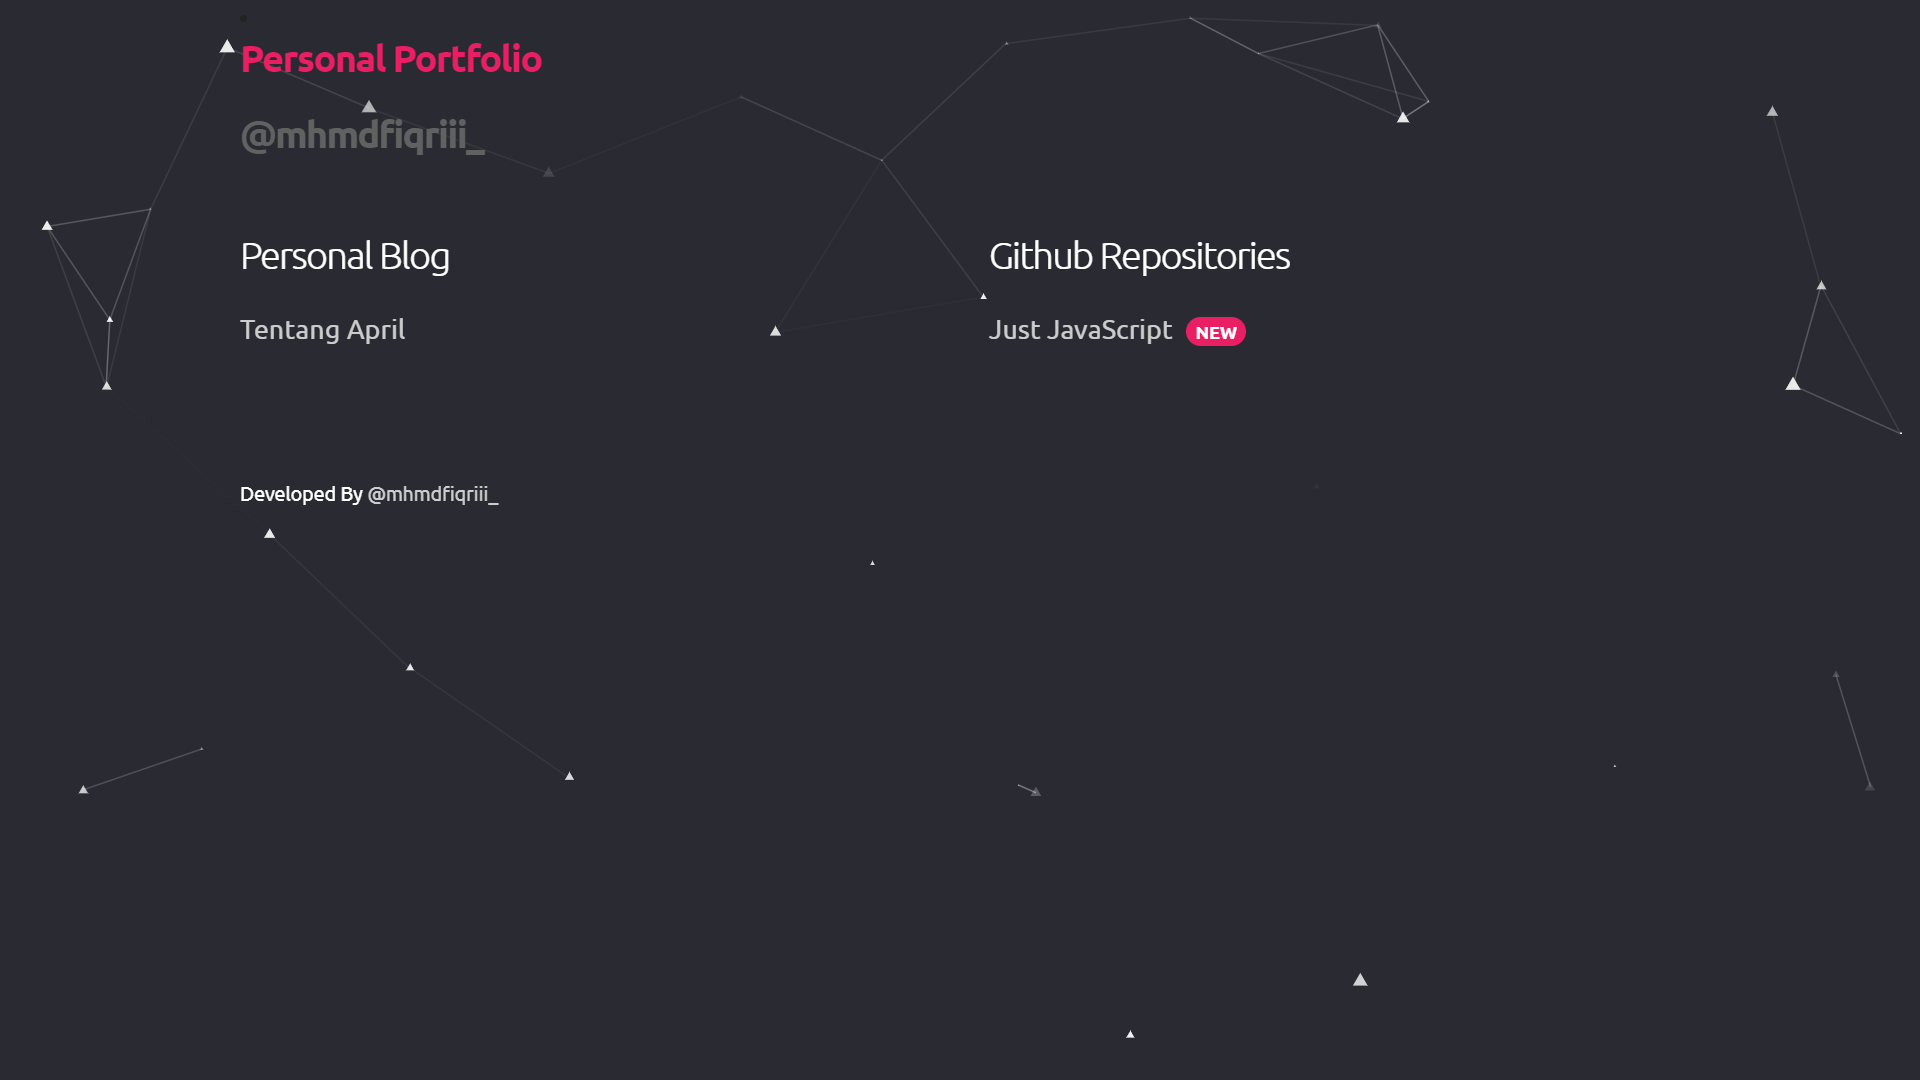 Personal Portfolio
@mhmdfiqriii_
Personal Blog
Tentang April
Github Repositories
Just JavaScript NEW
Developed By @mhmdfiqriii_